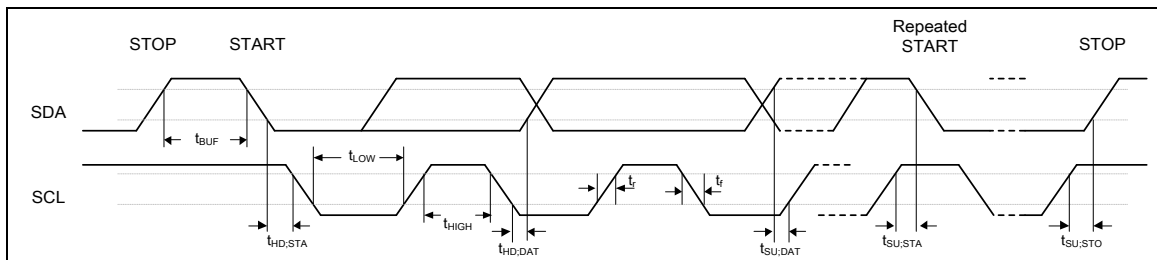 Repeated
STOP START START STOP
SDA
tBUF
tLOW
tr tf
SCL
tHIGH
tHD;STA tHD;DAT tSU;DAT tSU;STA tSU;STO